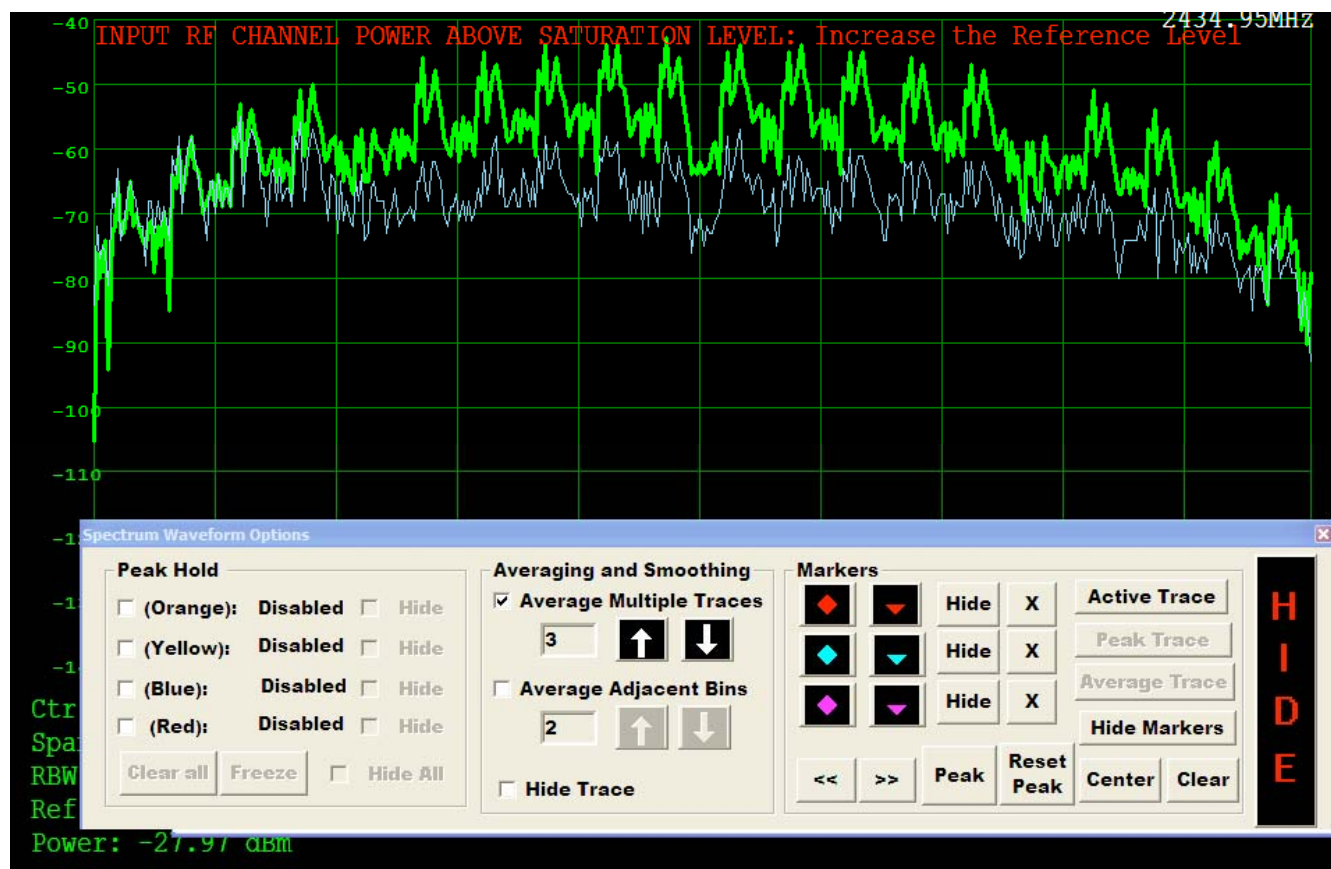 2434.95MHz
INPUT RF CHANNEL POWER ABOVE SATURATION LEVEL: Increase the Reference Level
-40
-50
-60
-70
-80
-90
-100
-110
Spectrum Waveform Options
Peak Hold
(Orange): Disabled Hide
(Yellow): Disabled Hide
(Blue): Disabled Hide
(Red): Disabled Hide
Clear all Freeze Hide All
Averaging and Smoothing
Average Multiple Traces
3
Average Adjacent Bins
2
Hide Trace
Markers
Hide X
Hide X
Hide X
Active Trace
Peak Trace
Average Trace
Hide Markers
<< >> Peak Reset Peak Center Clear
HIDE
Ctr
RBW
Ref
Power: -27.97 dBm